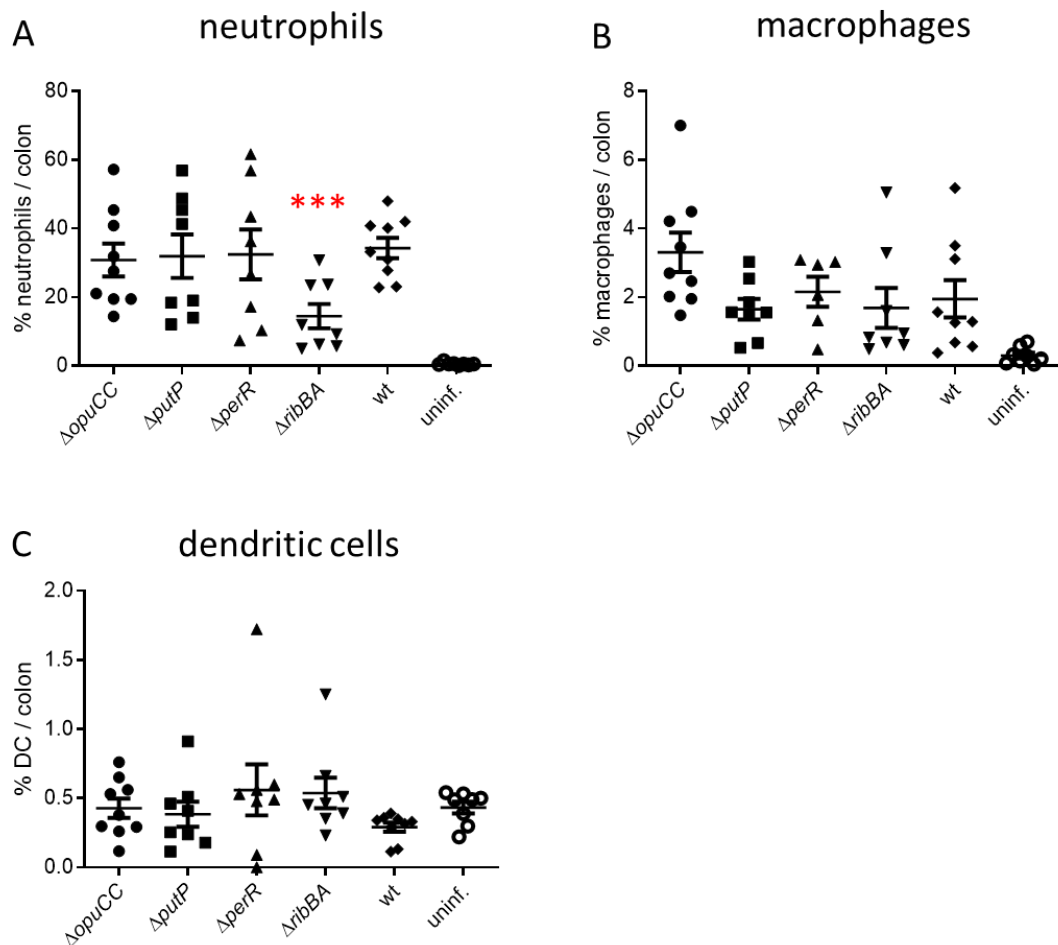 A neutrophils
% neutrophils / colon
80
60
40
20
0
ΔopuCC
ΔputP
ΔperR
ΔribBA
wt
uninf.
***
B macrophages
% macrophages / colon
8
6
4
2
0
ΔopuCC
ΔputP
ΔperR
ΔribBA
wt
uninf.
C dendritic cells
% DC / colon
2.0
1.5
1.0
0.5
0.0
ΔopuCC
ΔputP
ΔperR
ΔribBA
wt
uninf.